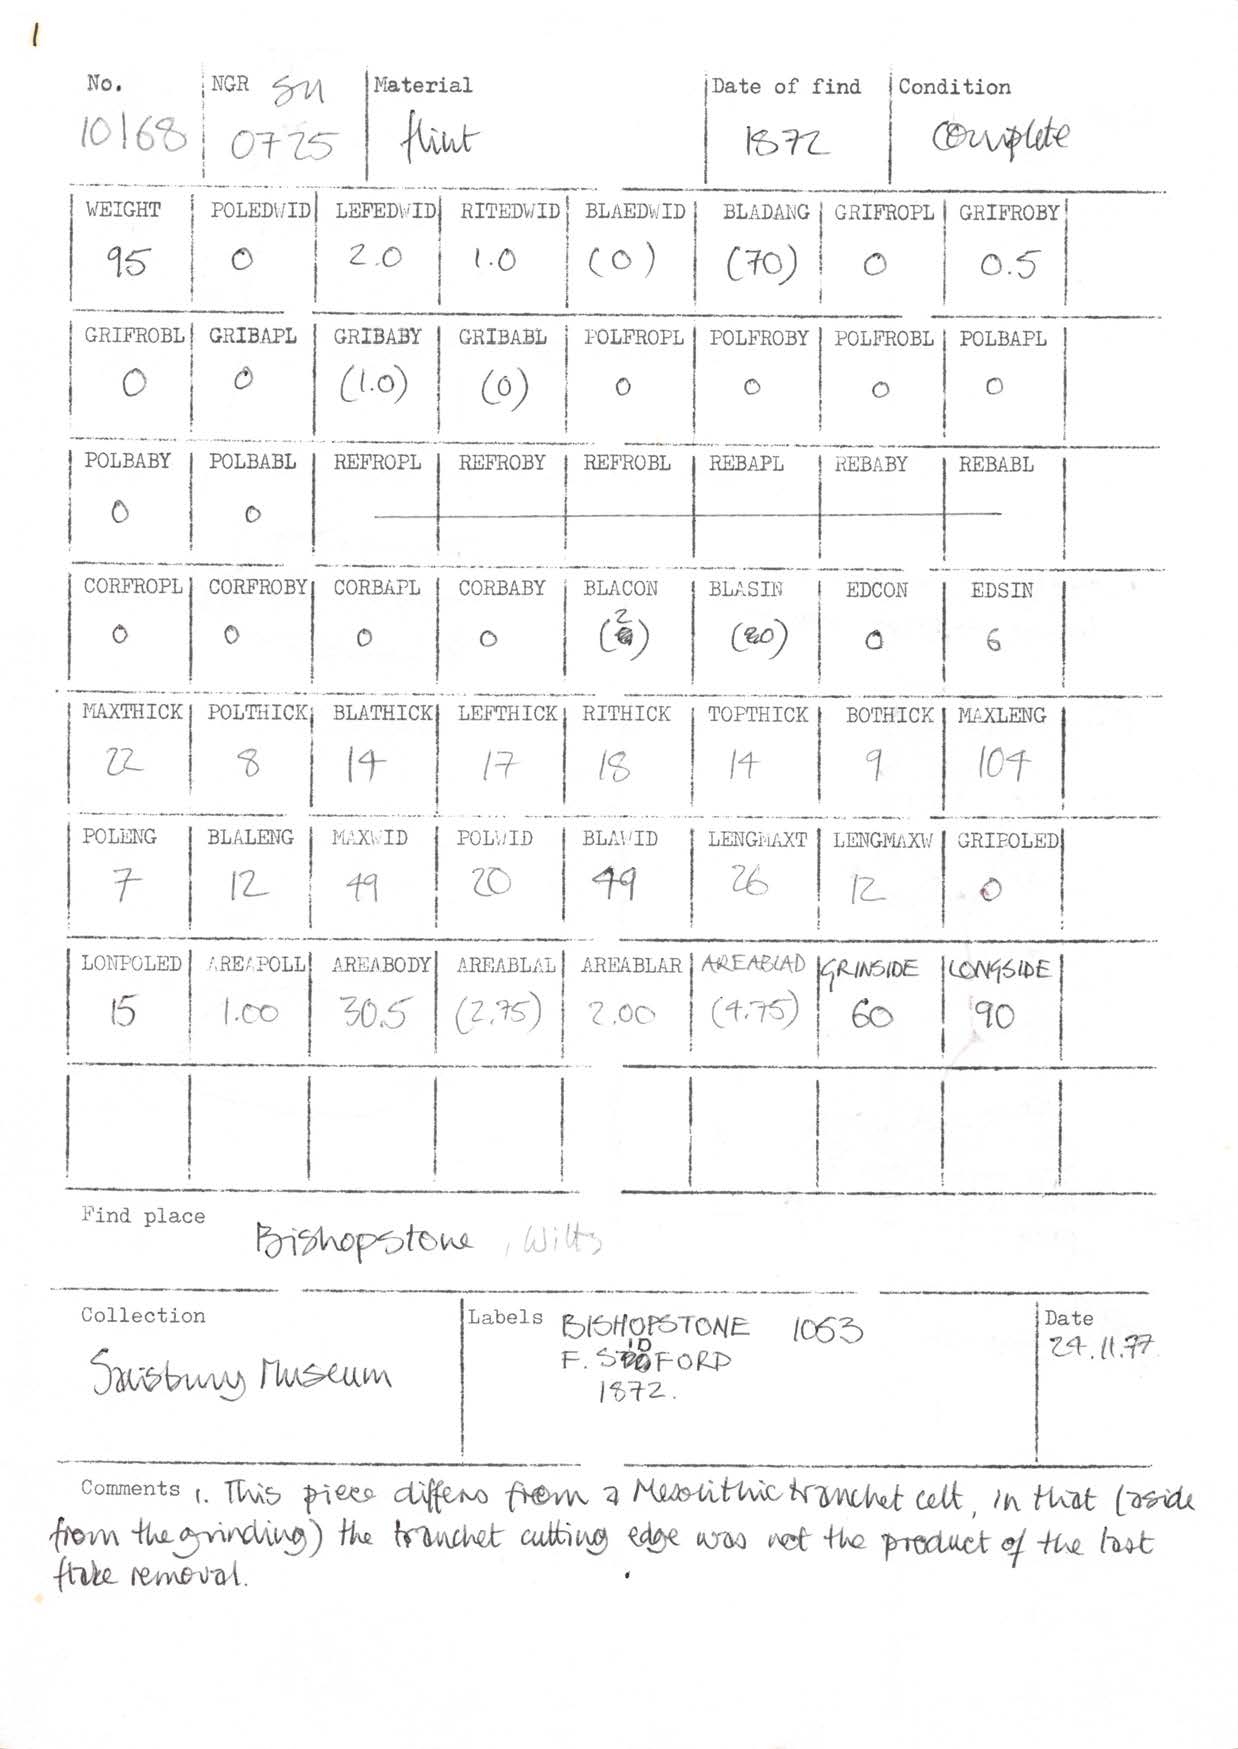 1
No. NGR SU Material Date of find Condition
10168 0725 flint 1872 Complete
WEIGHT POLEDWID LEFEDWID RITEDWID BLAEDWID BLADANG GRIFROPL GRIFROBY
95 0 2.0 1.0 (0) (70) 0 0.5
GRIFROBL GRIBAPL GRIBABY GRIBABL POLFROPL POLFROBY POLFROBL POLBAPL
0 0 (1.0) (0) 0 0 0 0
POLBABY POLBABL REFROPL REFROBY REFROBL REBAPL REBABY REBABL
0 0
CORFROPL CORFROBY CORBAPL CORBABY BLACON BLASIN EDCON EDSIN
0 0 0 0 (2) 0 6
MAXTHICK POLTHICK BLATHICK LEFTHICK RITHICK TOPTHICK BOTHICK MAXLENG
22 8 14 17 18 14 9 104
POLENG BLALENG MAXWID POLWID BLAWID LENGMAXT LENGMAXW GRIPOLED
7 12 49 20 49 26 12 0
LONPOLED AREAPOLL AREABODY AREABLAL AREABLAR AREABLAD GRINSIDE LONGSIDE
15 1.00 30.5 (2.75) 2.00 (4.75) 60 90
Find place
Bishopstone, Wilts
Collection Labels BISHOPSTONE 1063 Date
Salisbury Museum F. SIDFORD 24.11.77
1872.
Comments 1. This piece differs from a Mesolithic tranchet celt, in that (aside
from the grinding) the tranchet cutting edge was not the product of the last
flake removal.